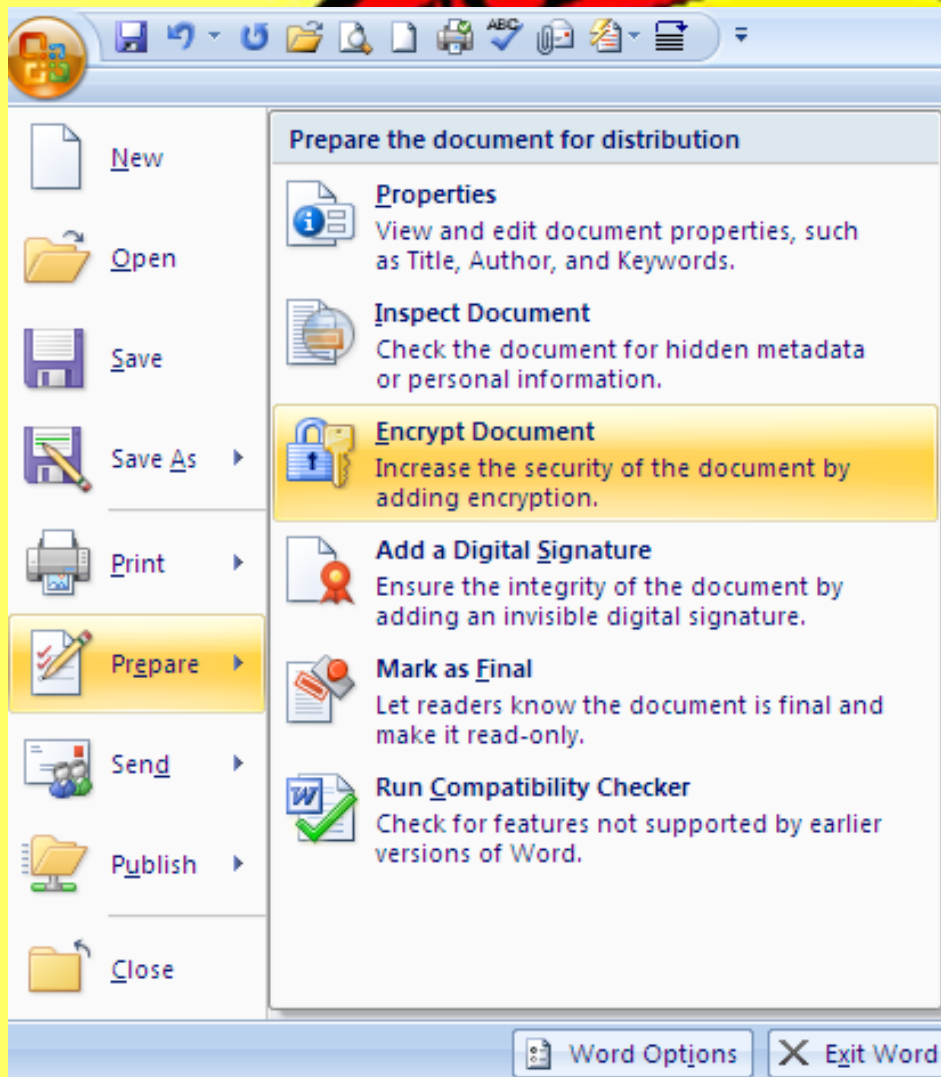 ABC
New
Open
Save
Save As
Print
Prepare
Send
Publish
Close
Prepare the document for distribution
Properties
View and edit document properties, such
as Title, Author, and Keywords.
Inspect Document
Check the document for hidden metadata
or personal information.
Encrypt Document
Increase the security of the document by
adding encryption.
Add a Digital Signature
Ensure the integrity of the document by
adding an invisible digital signature.
Mark as Final
Let readers know the document is final and
make it read-only.
Run Compatibility Checker
Check for features not supported by earlier
versions of Word.
Word Options
Exit Word